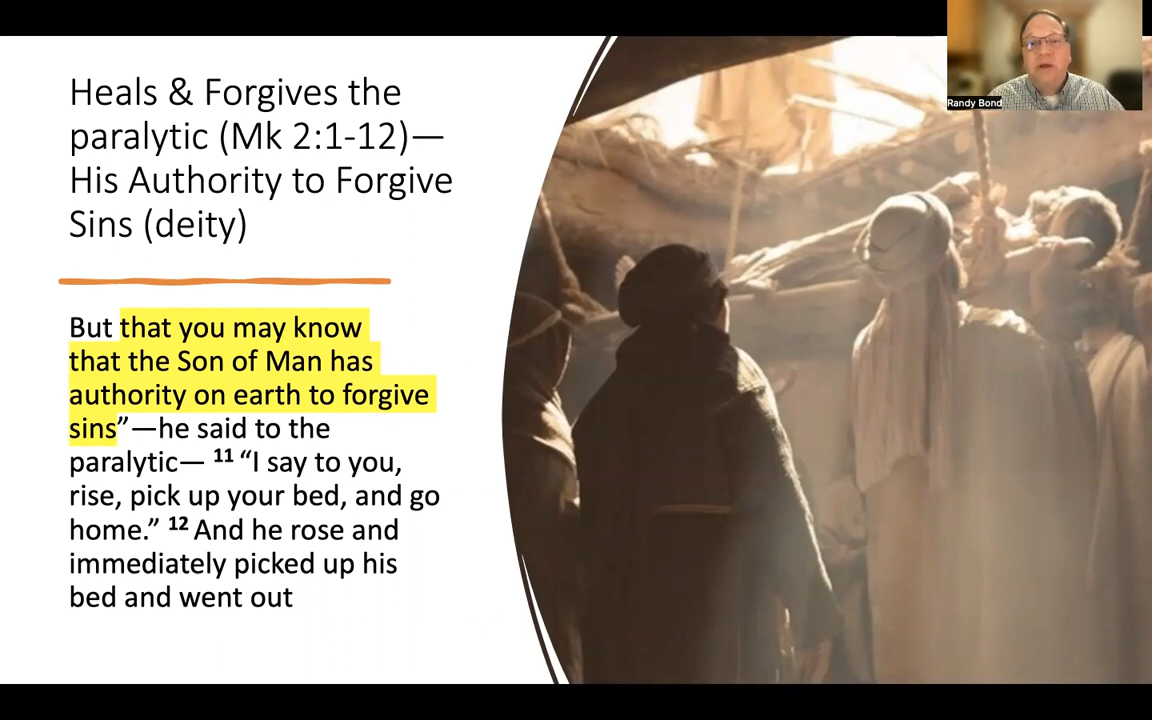 Heals & Forgives the
paralytic (Mk 2:1-12)—
His Authority to Forgive
Sins (deity)
But that you may know
that the Son of Man has
authority on earth to forgive
sins”—he said to the
paralytic— 11 “I say to you,
rise, pick up your bed, and go
home.” 12 And he rose and
immediately picked up his
bed and went out
Randy Bond